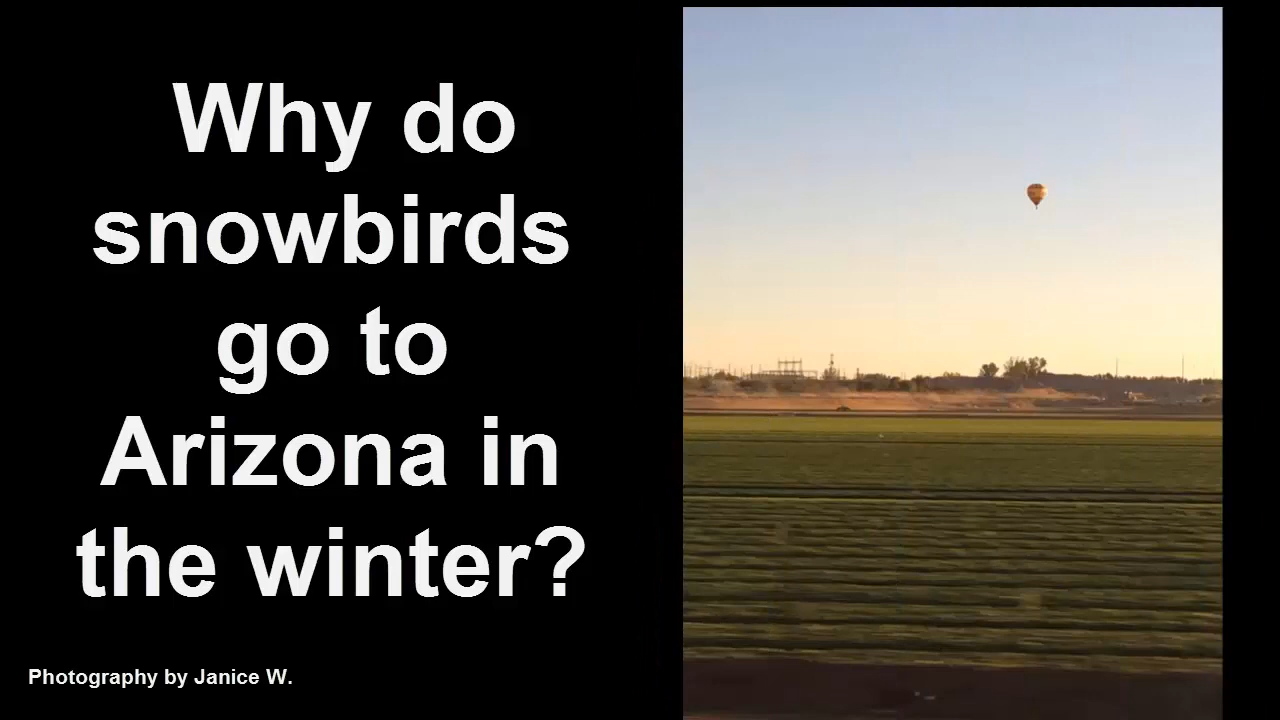 Why do
snowbirds
go to
Arizona in
the winter?
Photography by Janice W.